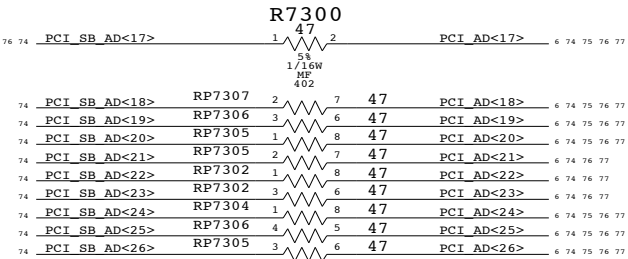 R7300
47
76 74 PCI_SB_AD<17> 1 2 PCI_AD<17> 6 74 75 76 77
5%
1/16W
MF
402
74 PCI_SB_AD<18> RP7307 2 7 47 PCI_AD<18> 6 74 75 76 77
74 PCI_SB_AD<19> RP7306 3 6 47 PCI_AD<19> 6 74 75 76 77
74 PCI_SB_AD<20> RP7305 1 8 47 PCI_AD<20> 6 74 75 76 77
74 PCI_SB_AD<21> RP7305 2 7 47 PCI_AD<21> 6 74 76 77
74 PCI_SB_AD<22> RP7302 1 8 47 PCI_AD<22> 6 74 76 77
74 PCI_SB_AD<23> RP7302 3 6 47 PCI_AD<23> 6 74 76 77
74 PCI_SB_AD<24> RP7304 1 8 47 PCI_AD<24> 6 74 75 76 77
74 PCI_SB_AD<25> RP7306 4 5 47 PCI_AD<25> 6 74 75 76 77
74 PCI_SB_AD<26> RP7305 3 6 47 PCI_AD<26> 6 74 75 76 77